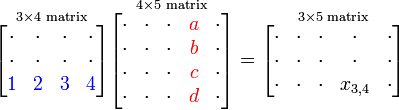 3×4 matrix 4×5 matrix 3×5 matrix
[· · · ·] [· · · a ·] [· · · · ·]
[· · · ·] [· · · b ·] = [· · · · ·]
[1 2 3 4] [· · · c ·] [· · · x3,4 ·]
[· · · d ·]